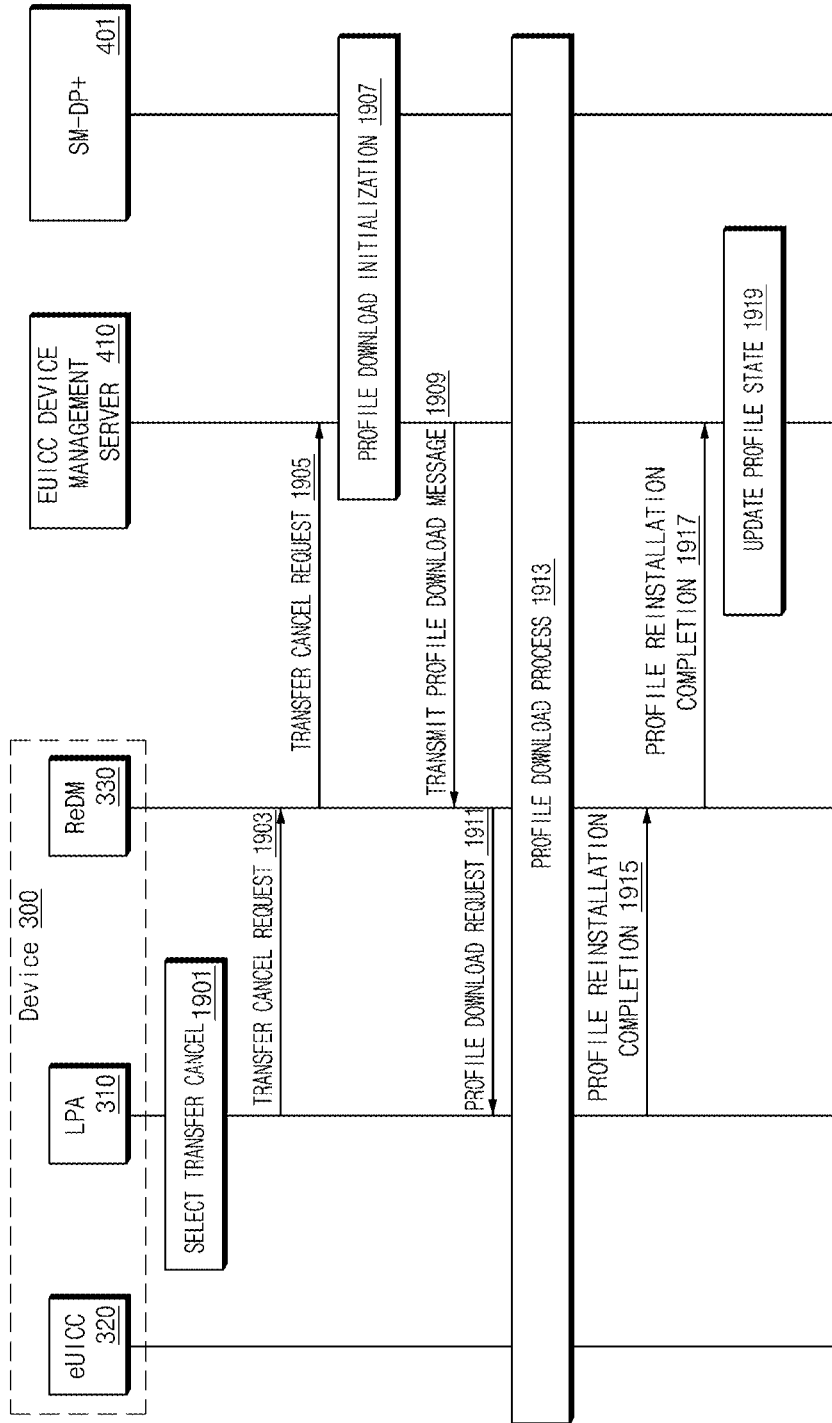 Device 300
eUICC
320
LPA
310
ReDM
330
EUICC DEVICE
MANAGEMENT
SERVER 410
SM-DP+
401
SELECT TRANSFER CANCEL 1901
TRANSFER CANCEL REQUEST 1903
TRANSFER CANCEL REQUEST 1905
PROFILE DOWNLOAD INITIALIZATION 1907
TRANSMIT PROFILE DOWNLOAD MESSAGE 1909
PROFILE DOWNLOAD REQUEST 1911
PROFILE DOWNLOAD PROCESS 1913
PROFILE REINSTALLATION
COMPLETION 1915
PROFILE REINSTALLATION
COMPLETION 1917
UPDATE PROFILE STATE 1919